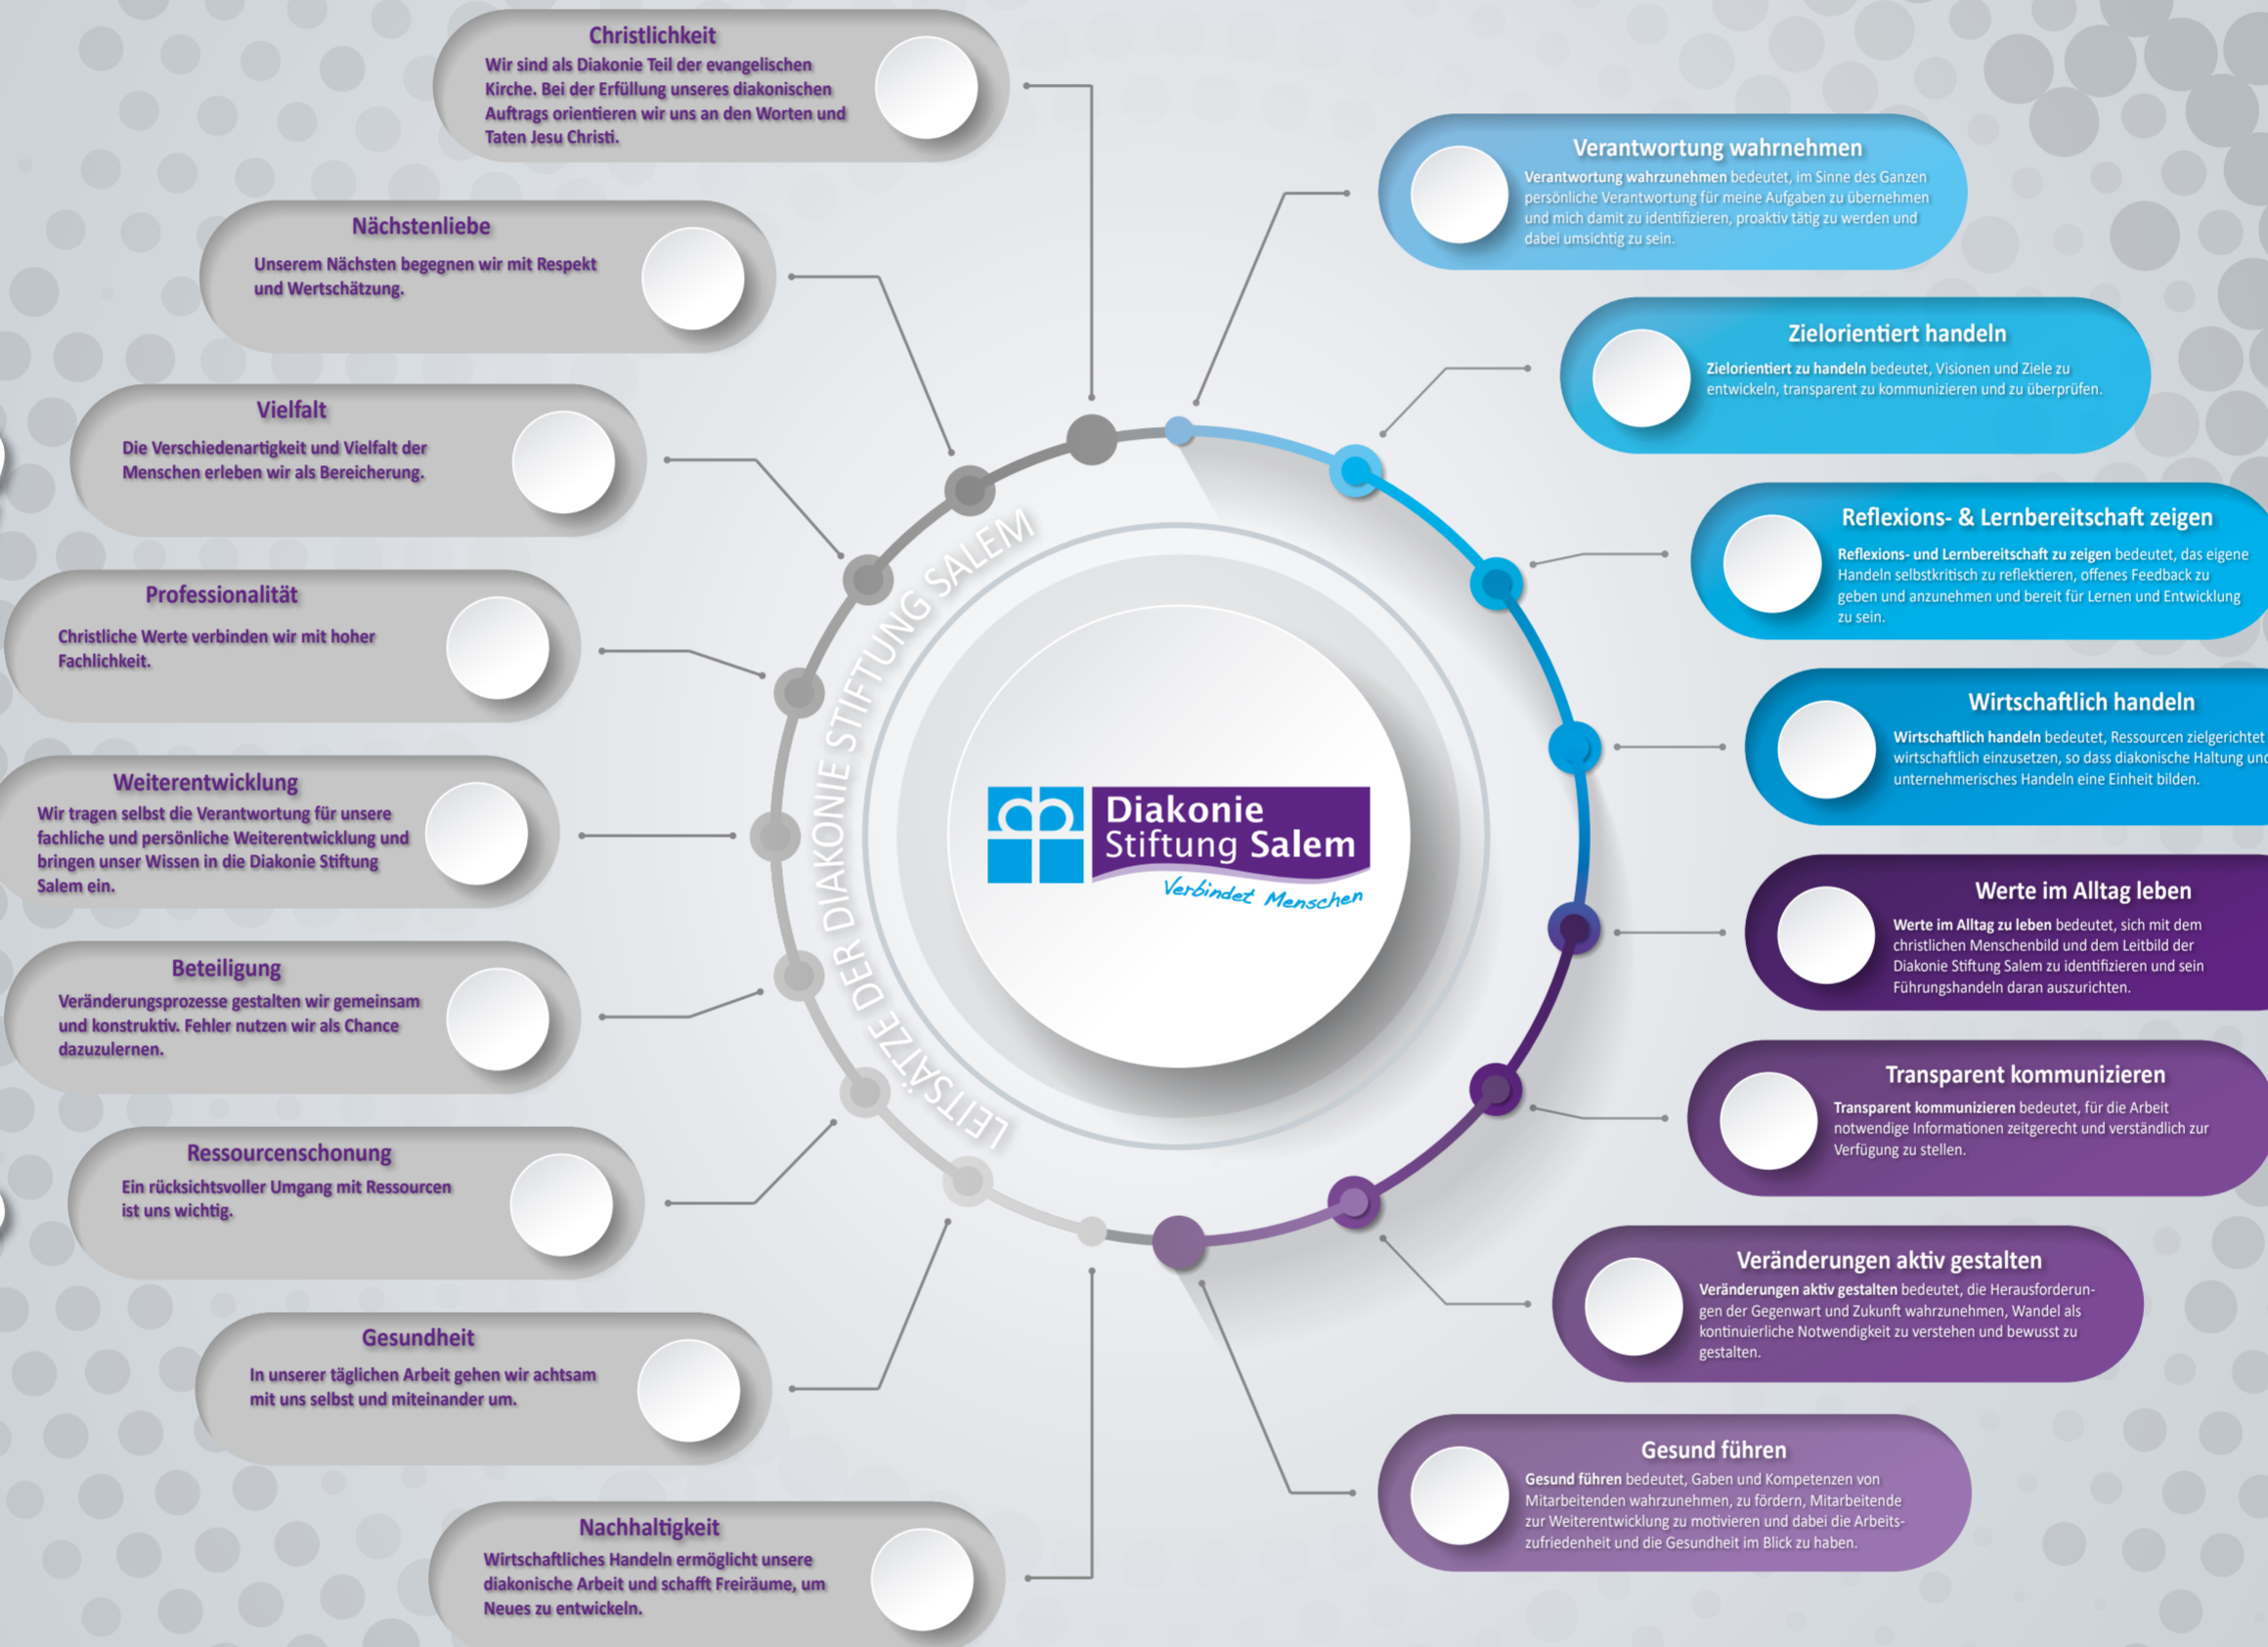 Christlichkeit
Wir sind als Diakonie Teil der evangelischen
Kirche. Bei der Erfüllung unseres diakonischen
Auftrags orientieren wir uns an den Worten und
Taten Jesu Christi.
Nächstenliebe
Unserem Nächsten begegnen wir mit Respekt
und Wertschätzung.
Vielfalt
Die Verschiedenartigkeit und Vielfalt der
Menschen erleben wir als Bereicherung.
Professionalität
Christliche Werte verbinden wir mit hoher
Fachlichkeit.
Weiterentwicklung
Wir tragen selbst die Verantwortung für unsere
fachliche und persönliche Weiterentwicklung und
bringen unser Wissen in die Diakonie Stiftung
Salem ein.
Beteiligung
Veränderungsprozesse gestalten wir gemeinsam
und konstruktiv. Fehler nutzen wir als Chance
dazuzulernen.
Ressourcenschonung
Ein rücksichtsvoller Umgang mit Ressourcen
ist uns wichtig.
Gesundheit
In unserer täglichen Arbeit gehen wir achtsam
mit uns selbst und miteinander um.
Nachhaltigkeit
Wirtschaftliches Handeln ermöglicht unsere
diakonische Arbeit und schafft Freiräume, um
Neues zu entwickeln.
LEITSÄTZE DER DIAKONIE STIFTUNG SALEM
Diakonie
Stiftung Salem
Verbindet Menschen
Verantwortung wahrnehmen
Verantwortung wahrzunehmen bedeutet, im Sinne des Ganzen
persönliche Verantwortung für meine Aufgaben zu übernehmen
und mich damit zu identifizieren, proaktiv tätig zu werden und
dabei umsichtig zu sein.
Zielorientiert handeln
Zielorientiert zu handeln bedeutet, Visionen und Ziele zu
entwickeln, transparent zu kommunizieren und zu überprüfen.
Reflexions- & Lernbereitschaft zeigen
Reflexions- und Lernbereitschaft zu zeigen bedeutet, das eigene
Handeln selbstkritisch zu reflektieren, offenes Feedback zu
geben und anzunehmen und bereit für Lernen und Entwicklung
zu sein.
Wirtschaftlich handeln
Wirtschaftlich handeln bedeutet, Ressourcen zielgerichtet
wirtschaftlich einzusetzen, so dass diakonische Haltung und
unternehmerisches Handeln eine Einheit bilden.
Werte im Alltag leben
Werte im Alltag zu leben bedeutet, sich mit dem
christlichen Menschenbild und dem Leitbild der
Diakonie Stiftung Salem zu identifizieren und sein
Führungshandeln daran auszurichten.
Transparent kommunizieren
Transparent kommunizieren bedeutet, für die Arbeit
notwendige Informationen zeitgerecht und verständlich zur
Verfügung zu stellen.
Veränderungen aktiv gestalten
Veränderungen aktiv gestalten bedeutet, die Herausforderun-
gen der Gegenwart und Zukunft wahrzunehmen, Wandel als
kontinuierliche Notwendigkeit zu verstehen und bewusst zu
gestalten.
Gesund führen
Gesund führen bedeutet, Gaben und Kompetenzen von
Mitarbeitenden wahrzunehmen, zu fördern, Mitarbeitende
zur Weiterentwicklung zu motivieren und dabei die Arbeits-
zufriedenheit und die Gesundheit im Blick zu haben.